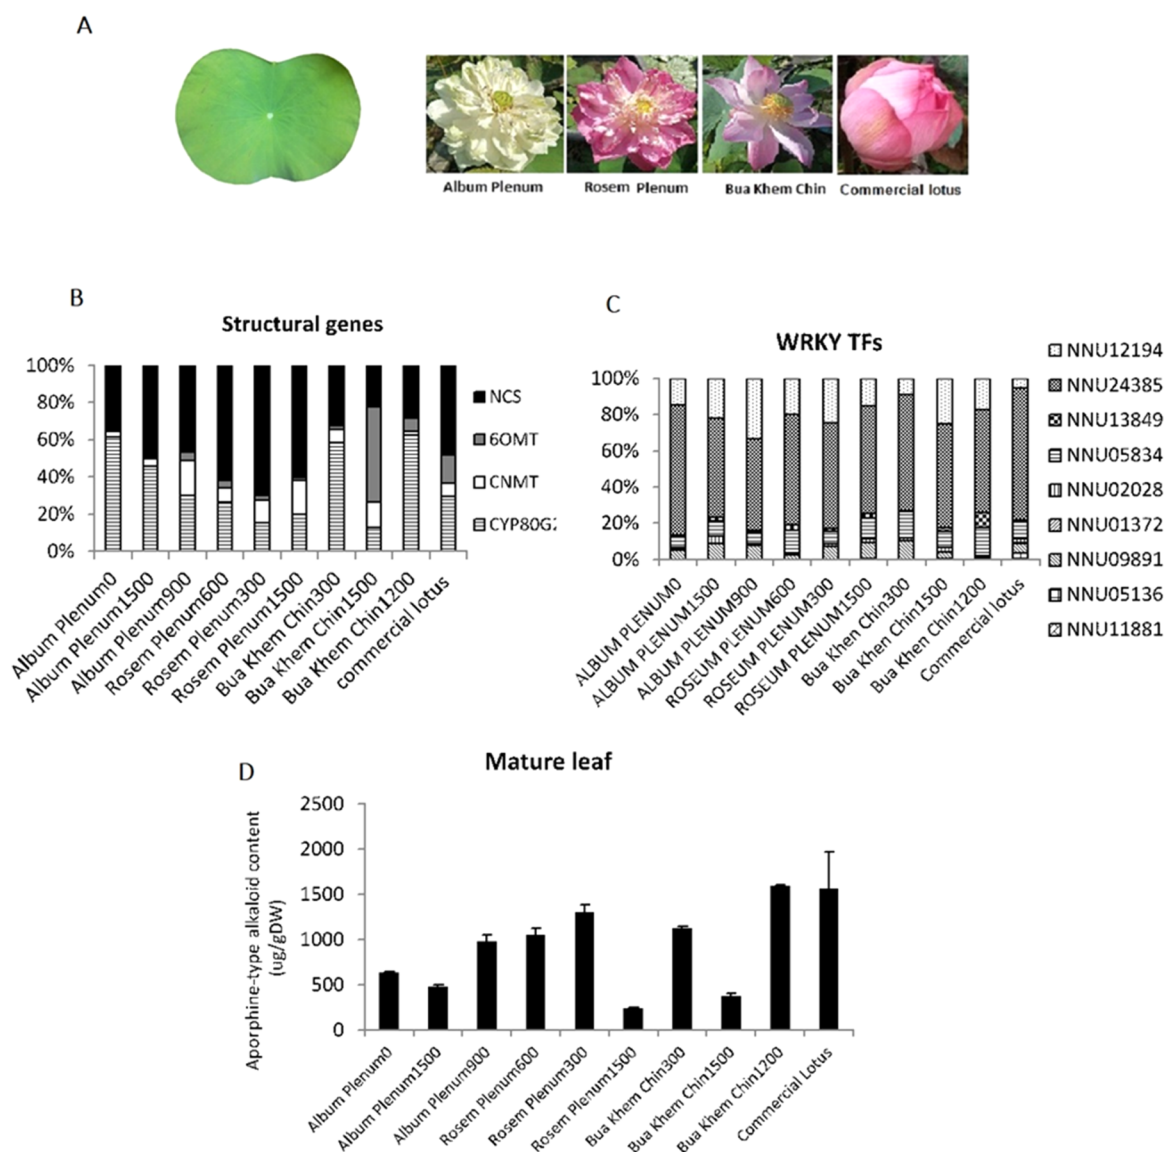 A
Album Plenum
Rosem Plenum
Bua Khem Chin
Commercial lotus
B
Structural genes
100%
80%
60%
40%
20%
0%
NCS
6OMT
CNMT
CYP80G2
Album Plenum0
Album Plenum1500
Album Plenum900
Rosem Plenum600
Rosem Plenum300
Rosem Plenum1500
Bua Khem Chin300
Bua Khem Chin1500
Bua Khem Chin1200
commercial lotus
C
WRKY TFs
100%
80%
60%
40%
20%
0%
NNU12194
NNU24385
NNU13849
NNU05834
NNU02028
NNU01372
NNU09891
NNU05136
NNU11881
ALBUM PLENUM0
ALBUM PLENUM1500
ALBUM PLENUM900
ROSEUM PLENUM600
ROSEUM PLENUM300
ROSEUM PLENUM1500
Bua Khen Chin300
Bua Khen Chin1500
Bua Khen Chin1200
Commercial lotus
D
Mature leaf
Aporphine-type alkaloid content
(ug/gDW)
2500
2000
1500
1000
500
0
Album Plenum0
Album Plenum1500
Album Plenum900
Rosem Plenum600
Rosem Plenum300
Rosem Plenum1500
Bua Khem Chin300
Bua Khem Chin1500
Bua Khem Chin1200
Commercial Lotus